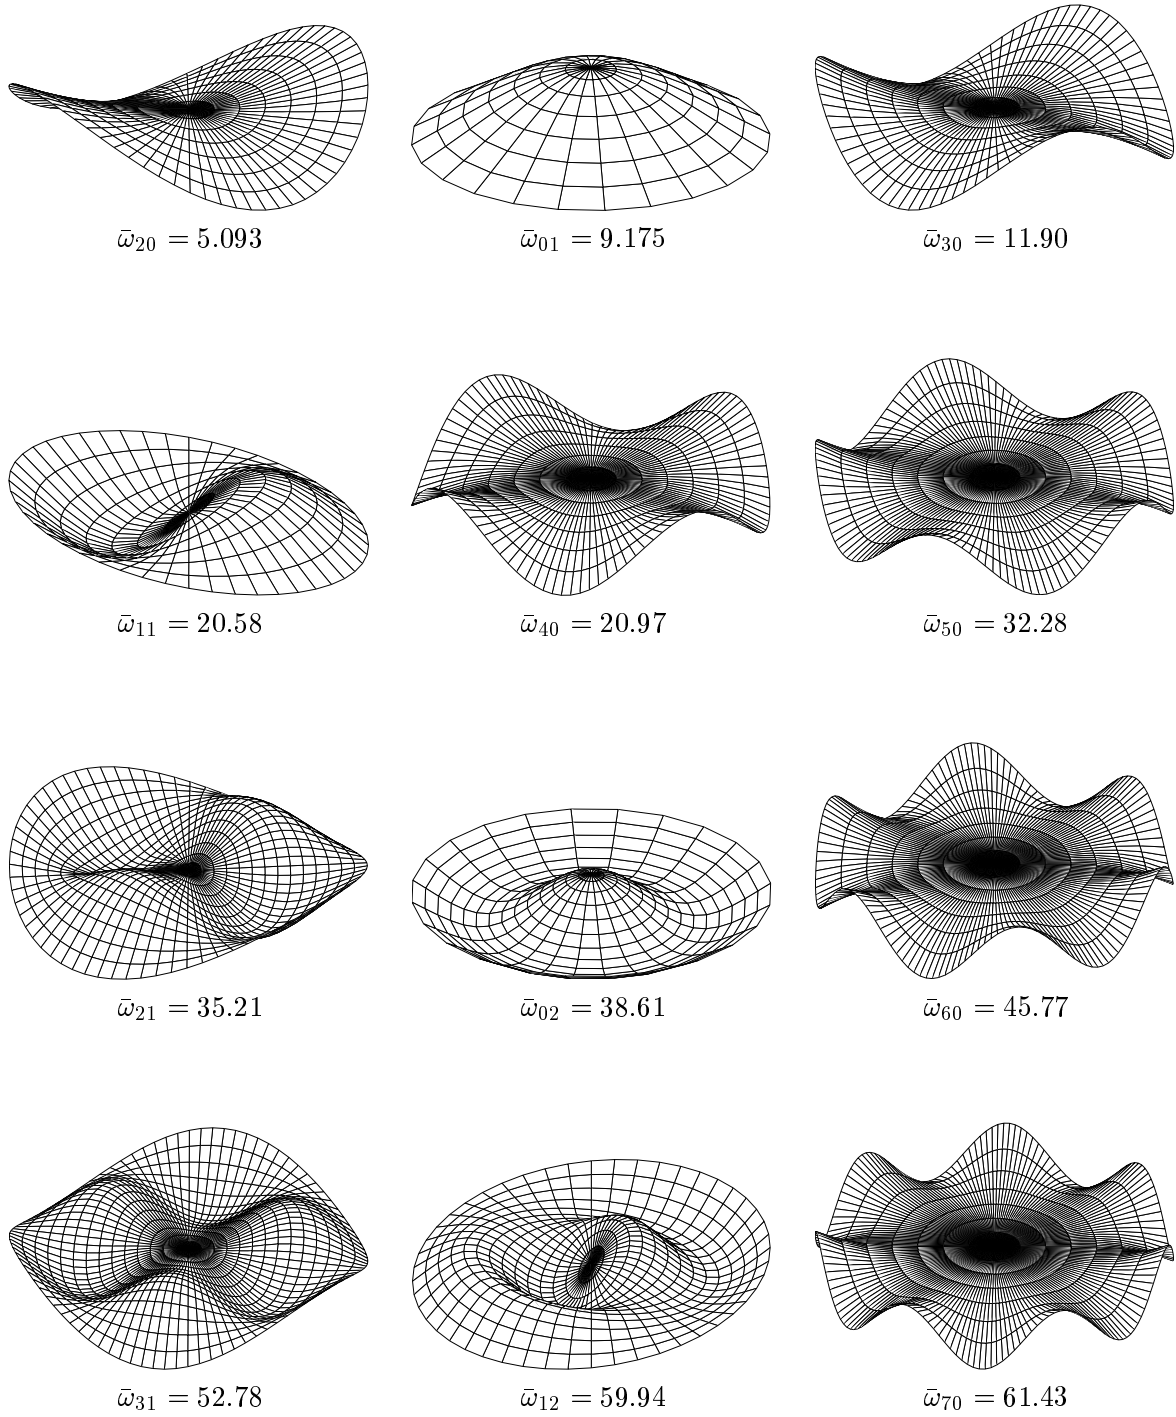 ω̄₂₀ = 5.093
ω̄₀₁ = 9.175
ω̄₃₀ = 11.90
ω̄₁₁ = 20.58
ω̄₄₀ = 20.97
ω̄₅₀ = 32.28
ω̄₂₁ = 35.21
ω̄₀₂ = 38.61
ω̄₆₀ = 45.77
ω̄₃₁ = 52.78
ω̄₁₂ = 59.94
ω̄₇₀ = 61.43